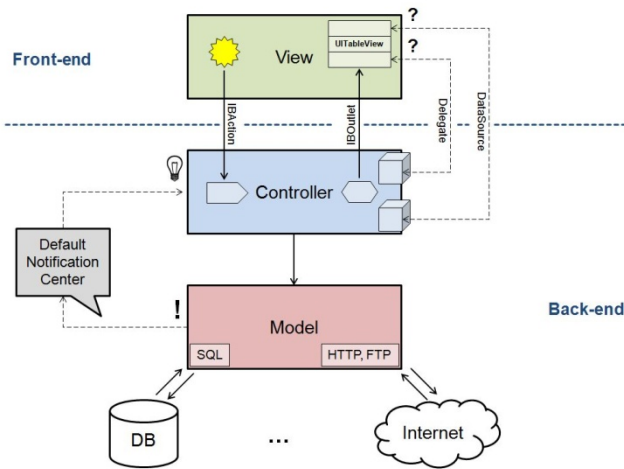 ?
Front-end
View
UITableView
?
IBAction
IBOutlet
Delegate
DataSource
Controller
Default
Notification
Center
!
Model
Back-end
SQL
HTTP, FTP
DB
...
Internet